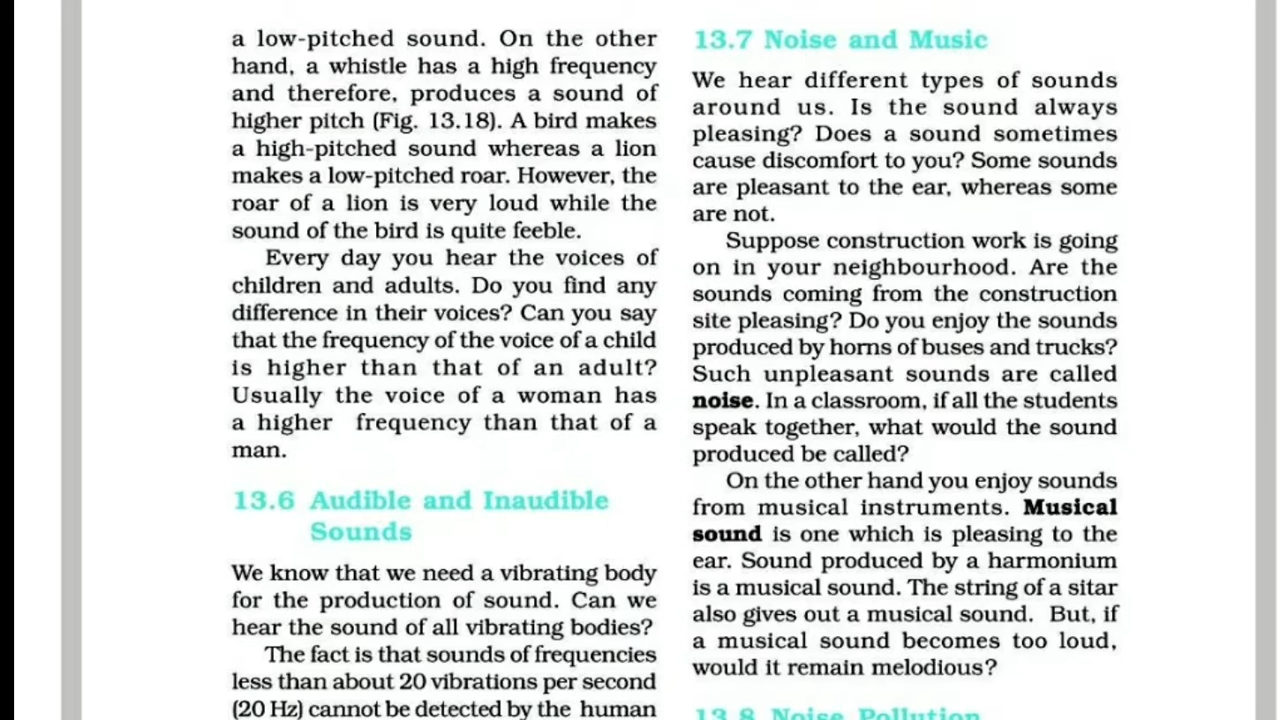 a low-pitched sound. On the other
hand, a whistle has a high frequency
and therefore, produces a sound of
higher pitch (Fig. 13.18). A bird makes
a high-pitched sound whereas a lion
makes a low-pitched roar. However, the
roar of a lion is very loud while the
sound of the bird is quite feeble.
Every day you hear the voices of
children and adults. Do you find any
difference in their voices? Can you say
that the frequency of the voice of a child
is higher than that of an adult?
Usually the voice of a woman has
a higher frequency than that of a
man.
13.6 Audible and Inaudible
Sounds
We know that we need a vibrating body
for the production of sound. Can we
hear the sound of all vibrating bodies?
The fact is that sounds of frequencies
less than about 20 vibrations per second
(20 Hz) cannot be detected by the human
13.7 Noise and Music
We hear different types of sounds
around us. Is the sound always
pleasing? Does a sound sometimes
cause discomfort to you? Some sounds
are pleasant to the ear, whereas some
are not.
Suppose construction work is going
on in your neighbourhood. Are the
sounds coming from the construction
site pleasing? Do you enjoy the sounds
produced by horns of buses and trucks?
Such unpleasant sounds are called
noise. In a classroom, if all the students
speak together, what would the sound
produced be called?
On the other hand you enjoy sounds
from musical instruments. Musical
sound is one which is pleasing to the
ear. Sound produced by a harmonium
is a musical sound. The string of a sitar
also gives out a musical sound. But, if
a musical sound becomes too loud,
would it remain melodious?
13.8 Noise Pollution